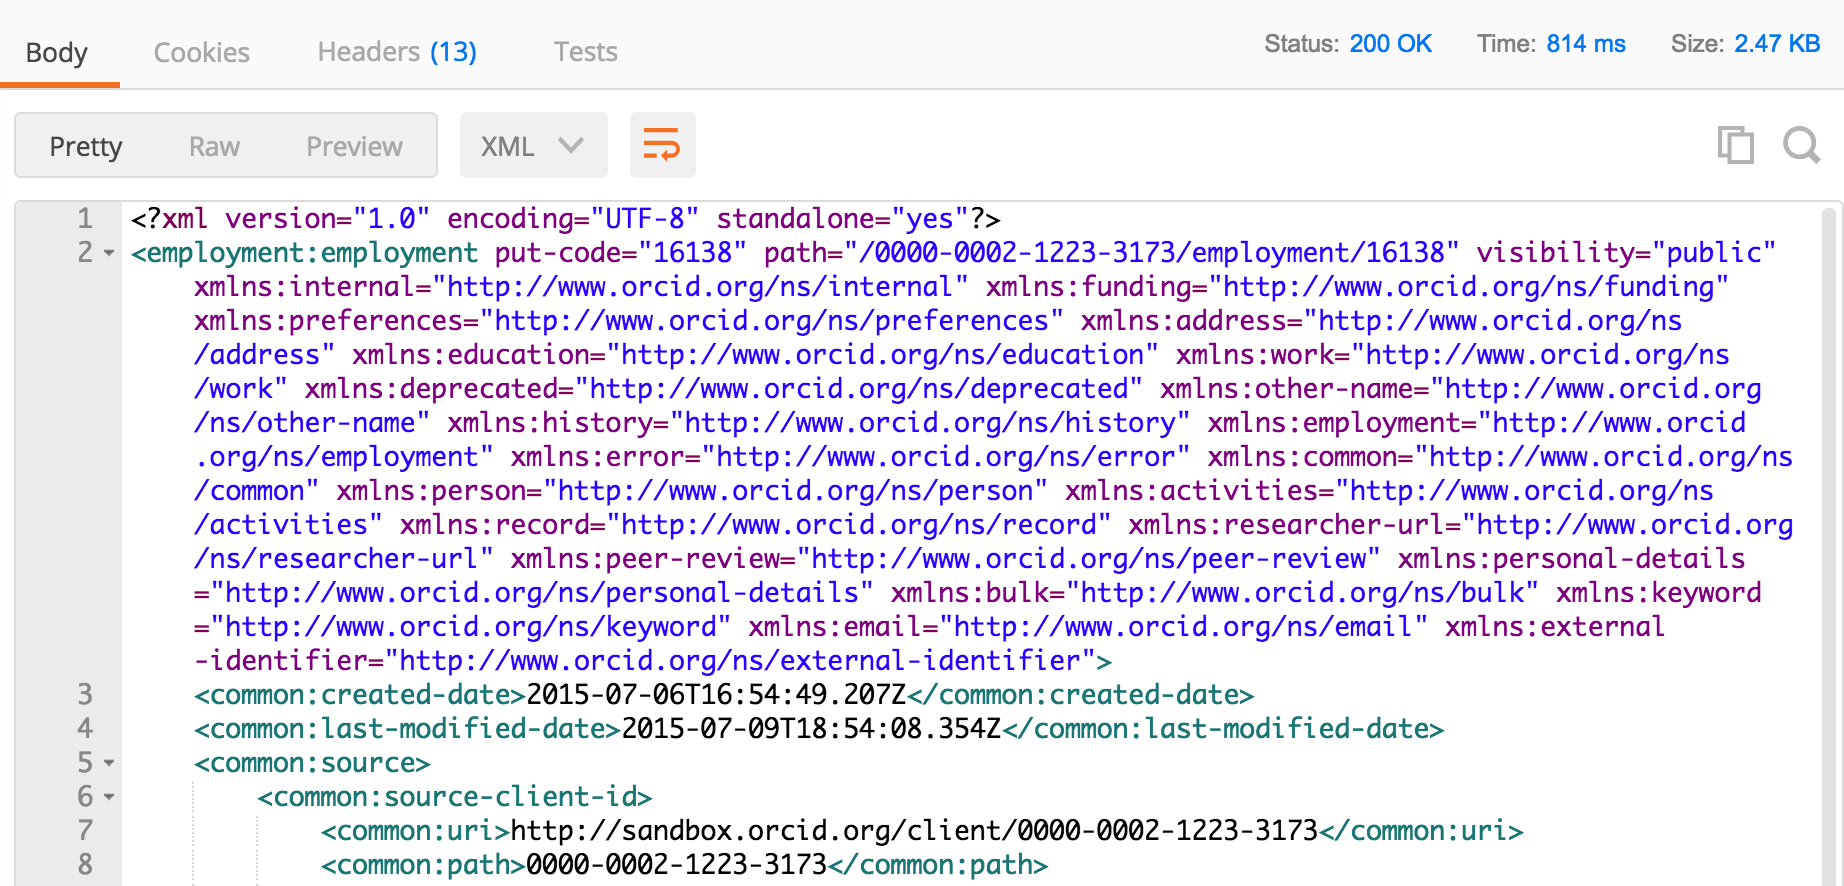 Body Cookies Headers (13) Tests Status: 200 OK Time: 814 ms Size: 2.47 KB
Pretty Raw Preview XML
1 <?xml version="1.0" encoding="UTF-8" standalone="yes"?>
2 <employment:employment put-code="16138" path="/0000-0002-1223-3173/employment/16138" visibility="public"
xmlns:internal="http://www.orcid.org/ns/internal" xmlns:funding="http://www.orcid.org/ns/funding"
xmlns:preferences="http://www.orcid.org/ns/preferences" xmlns:address="http://www.orcid.org/ns
/address" xmlns:education="http://www.orcid.org/ns/education" xmlns:work="http://www.orcid.org/ns
/work" xmlns:deprecated="http://www.orcid.org/ns/deprecated" xmlns:other-name="http://www.orcid.org
/ns/other-name" xmlns:history="http://www.orcid.org/ns/history" xmlns:employment="http://www.orcid
.org/ns/employment" xmlns:error="http://www.orcid.org/ns/error" xmlns:common="http://www.orcid.org/ns
/common" xmlns:person="http://www.orcid.org/ns/person" xmlns:activities="http://www.orcid.org/ns
/activities" xmlns:record="http://www.orcid.org/ns/record" xmlns:researcher-url="http://www.orcid.org
/ns/researcher-url" xmlns:peer-review="http://www.orcid.org/ns/peer-review" xmlns:personal-details
="http://www.orcid.org/ns/personal-details" xmlns:bulk="http://www.orcid.org/ns/bulk" xmlns:keyword
="http://www.orcid.org/ns/keyword" xmlns:email="http://www.orcid.org/ns/email" xmlns:external
-identifier="http://www.orcid.org/ns/external-identifier">
3 <common:created-date>2015-07-06T16:54:49.207Z</common:created-date>
4 <common:last-modified-date>2015-07-09T18:54:08.354Z</common:last-modified-date>
5 <common:source>
6 <common:source-client-id>
7 <common:uri>http://sandbox.orcid.org/client/0000-0002-1223-3173</common:uri>
8 <common:path>0000-0002-1223-3173</common:path>